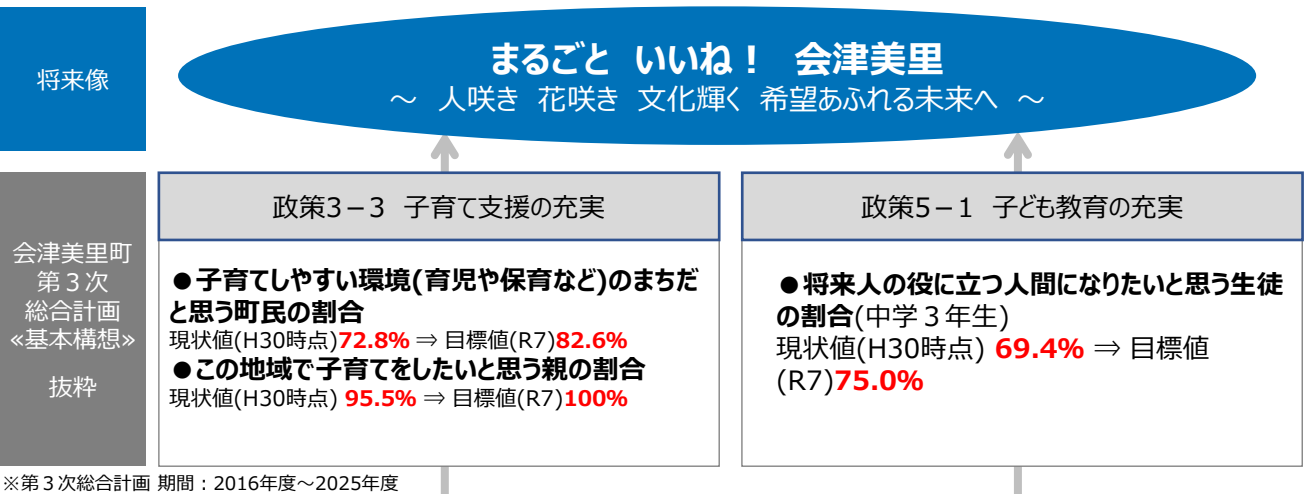 将来像
まるごと いいね！ 会津美里
～ 人咲き 花咲き 文化輝く 希望あふれる未来へ ～
会津美里町
第３次
総合計画
≪基本構想≫
抜粋
政策3－3 子育て支援の充実
●子育てしやすい環境(育児や保育など)のまちだ
と思う町民の割合
現状値(H30時点)72.8% ⇒ 目標値(R7)82.6%
●この地域で子育てをしたいと思う親の割合
現状値(H30時点) 95.5% ⇒ 目標値(R7)100%
政策5－1 子ども教育の充実
●将来人の役に立つ人間になりたいと思う生徒
の割合(中学３年生)
現状値(H30時点) 69.4% ⇒ 目標値
(R7)75.0%
※第３次総合計画 期間：2016年度～2025年度